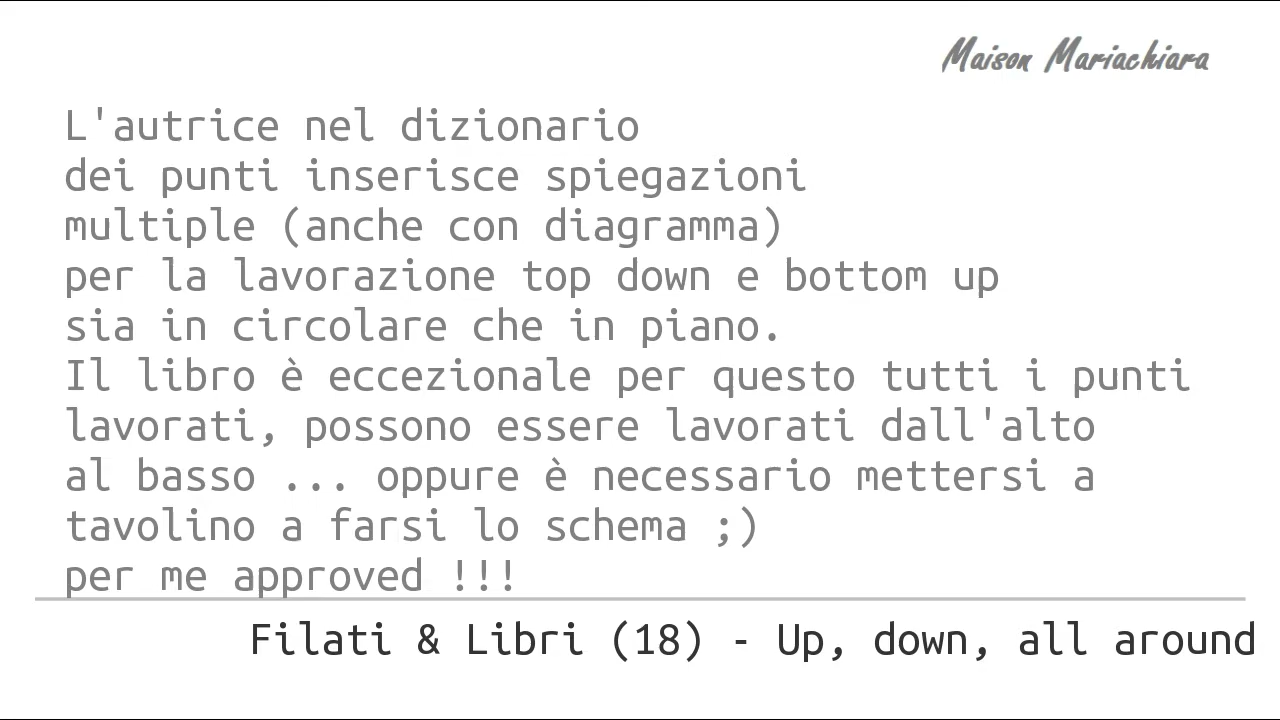 Maison Mariachiara
L'autrice nel dizionario
dei punti inserisce spiegazioni
multiple (anche con diagramma)
per la lavorazione top down e bottom up
sia in circolare che in piano.
Il libro è eccezionale per questo tutti i punti
lavorati, possono essere lavorati dall'alto
al basso ... oppure è necessario mettersi a
tavolino a farsi lo schema ;)
per me approved !!!
Filati & Libri (18) - Up, down, all around